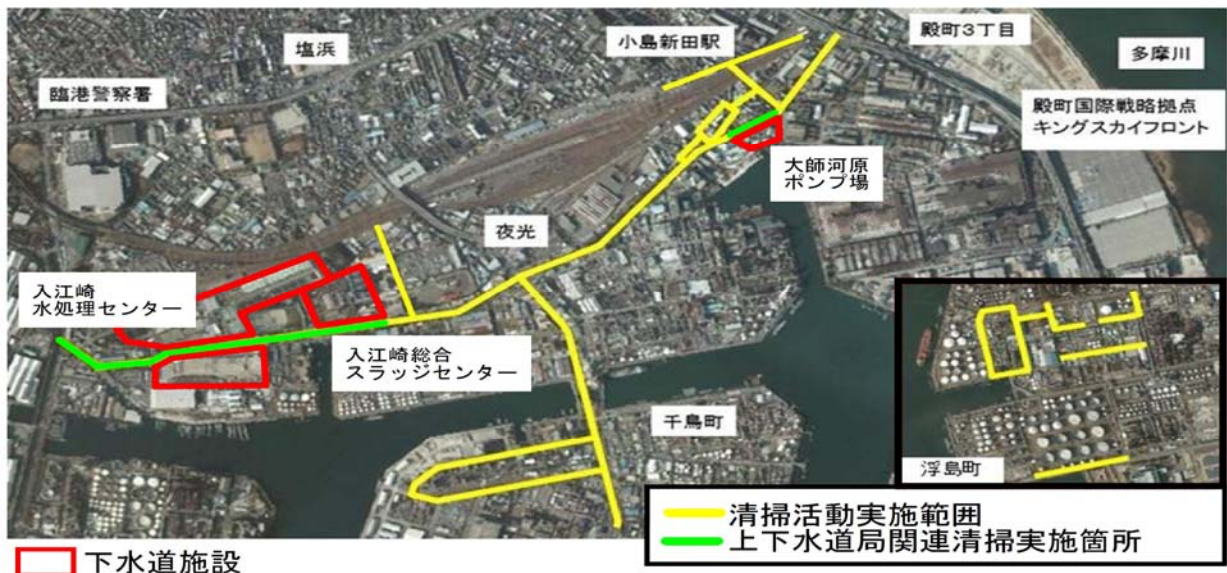 塩浜
小島新田駅
殿町3丁目
多摩川
臨港警察署
殿町国際戦略拠点
キングスカイフロント
大師河原
ポンプ場
夜光
入江崎
水処理センター
入江崎総合
スラッジセンター
千鳥町
浮島町
清掃活動実施範囲
上下水道局関連清掃実施箇所
下水道施設